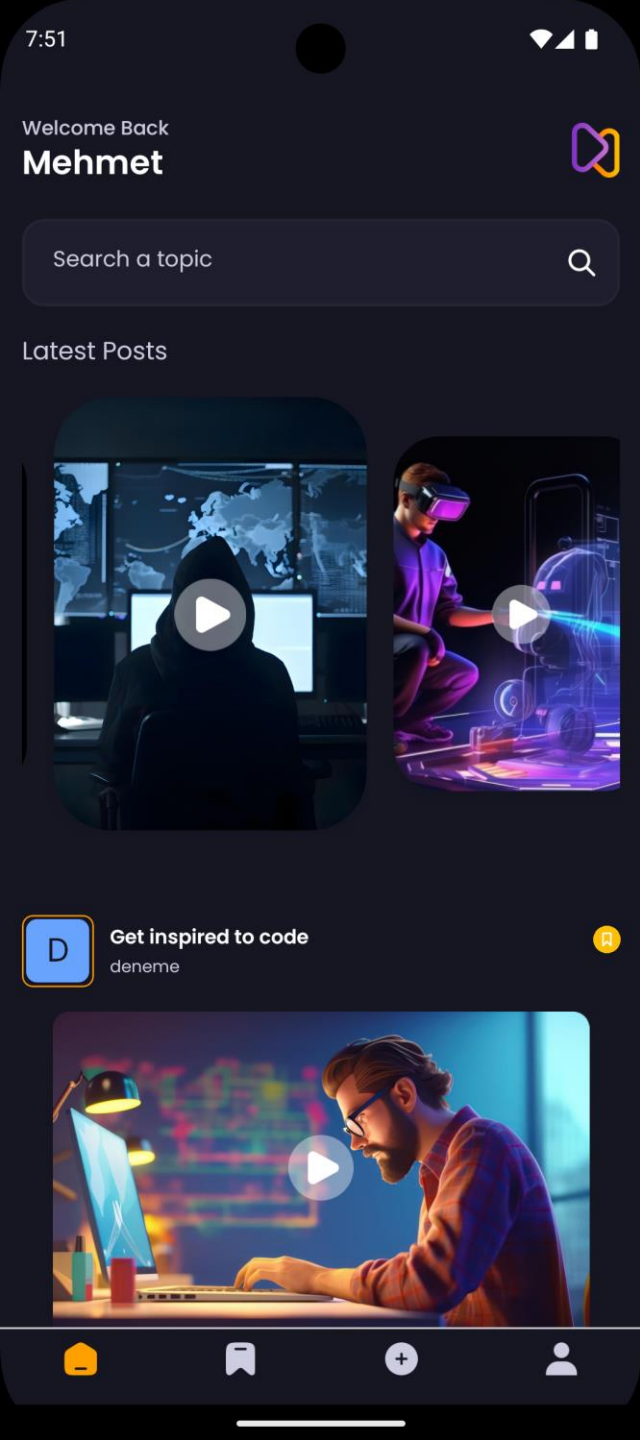 7:51
Welcome Back
Mehmet
Search a topic
Latest Posts
D
Get inspired to code
deneme